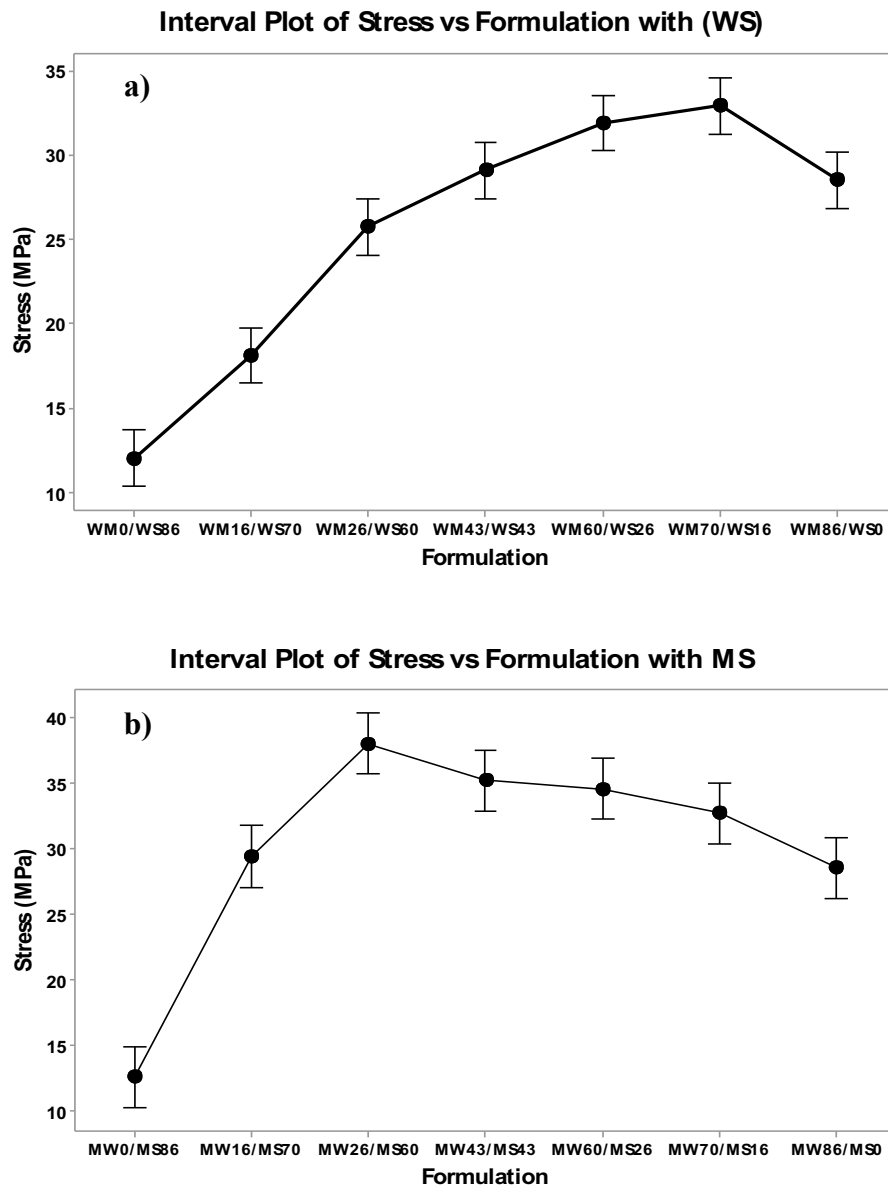 Interval Plot of Stress vs Formulation with (WS)
a)
35
30
25
20
15
10
Stress (MPa)
WM0/WS86 WM16/WS70 WM26/WS60 WM43/WS43 WM60/WS26 WM70/WS16 WM86/WS0
Formulation
Interval Plot of Stress vs Formulation with MS
b)
40
35
30
25
20
15
10
Stress (MPa)
MW0/MS86 MW16/MS70 MW26/MS60 MW43/MS43 MW60/MS26 MW70/MS16 MW86/MS0
Formulation